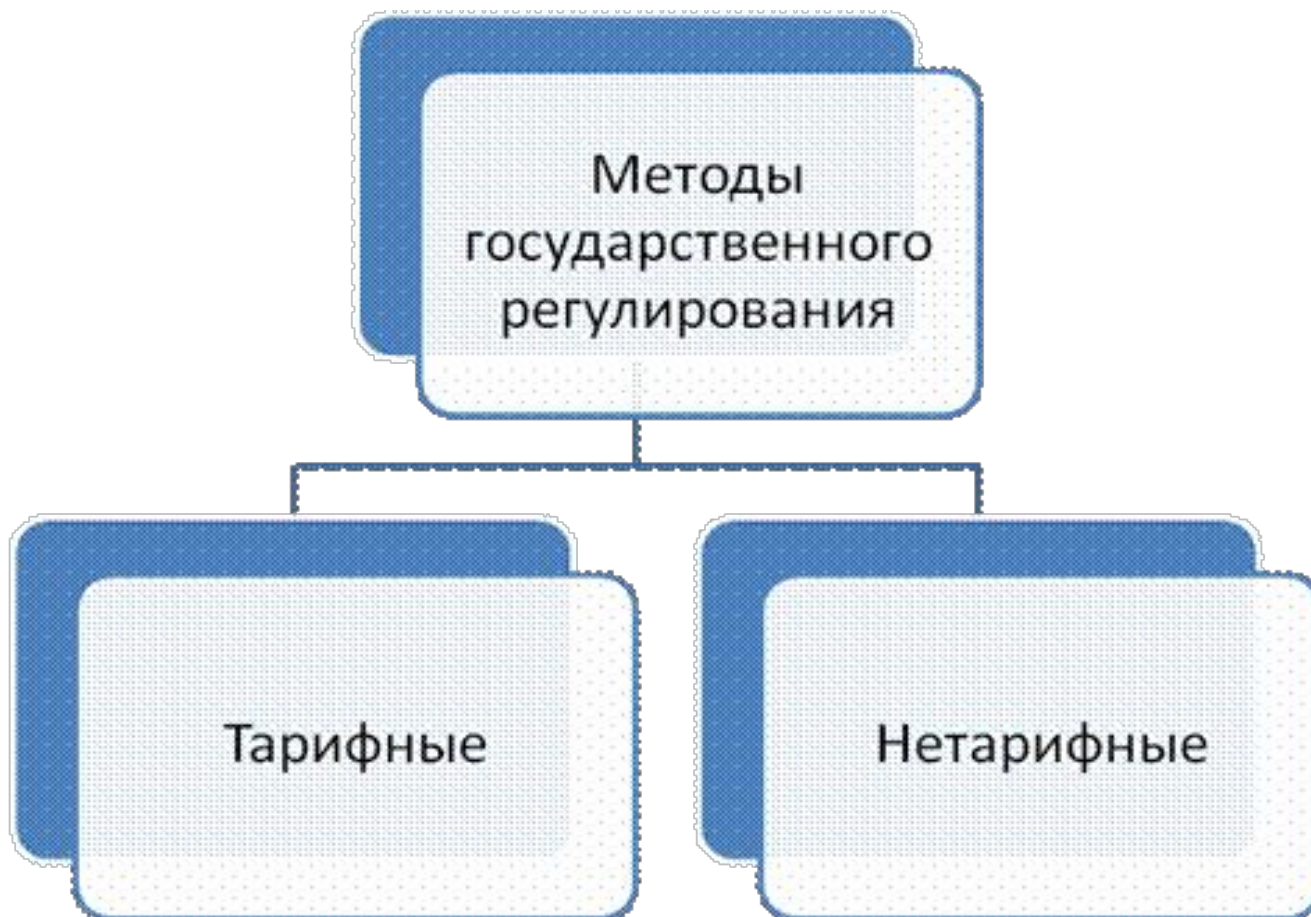 Методы
государственного
регулирования
Тарифные
Нетарифные